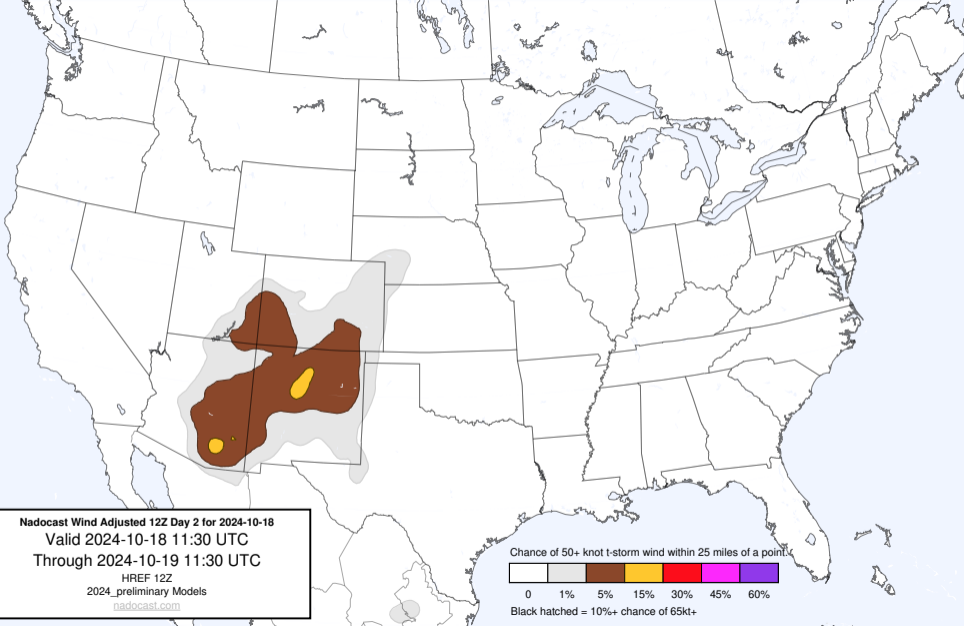 Nadocast Wind Adjusted 12Z Day 2 for 2024-10-18
Valid 2024-10-18 11:30 UTC
Through 2024-10-19 11:30 UTC
HREF 12Z
2024_preliminary Models
nadocast.com
Chance of 50+ knot t-storm wind within 25 miles of a point.
0 1% 5% 15% 30% 45% 60%
Black hatched = 10%+ chance of 65kt+